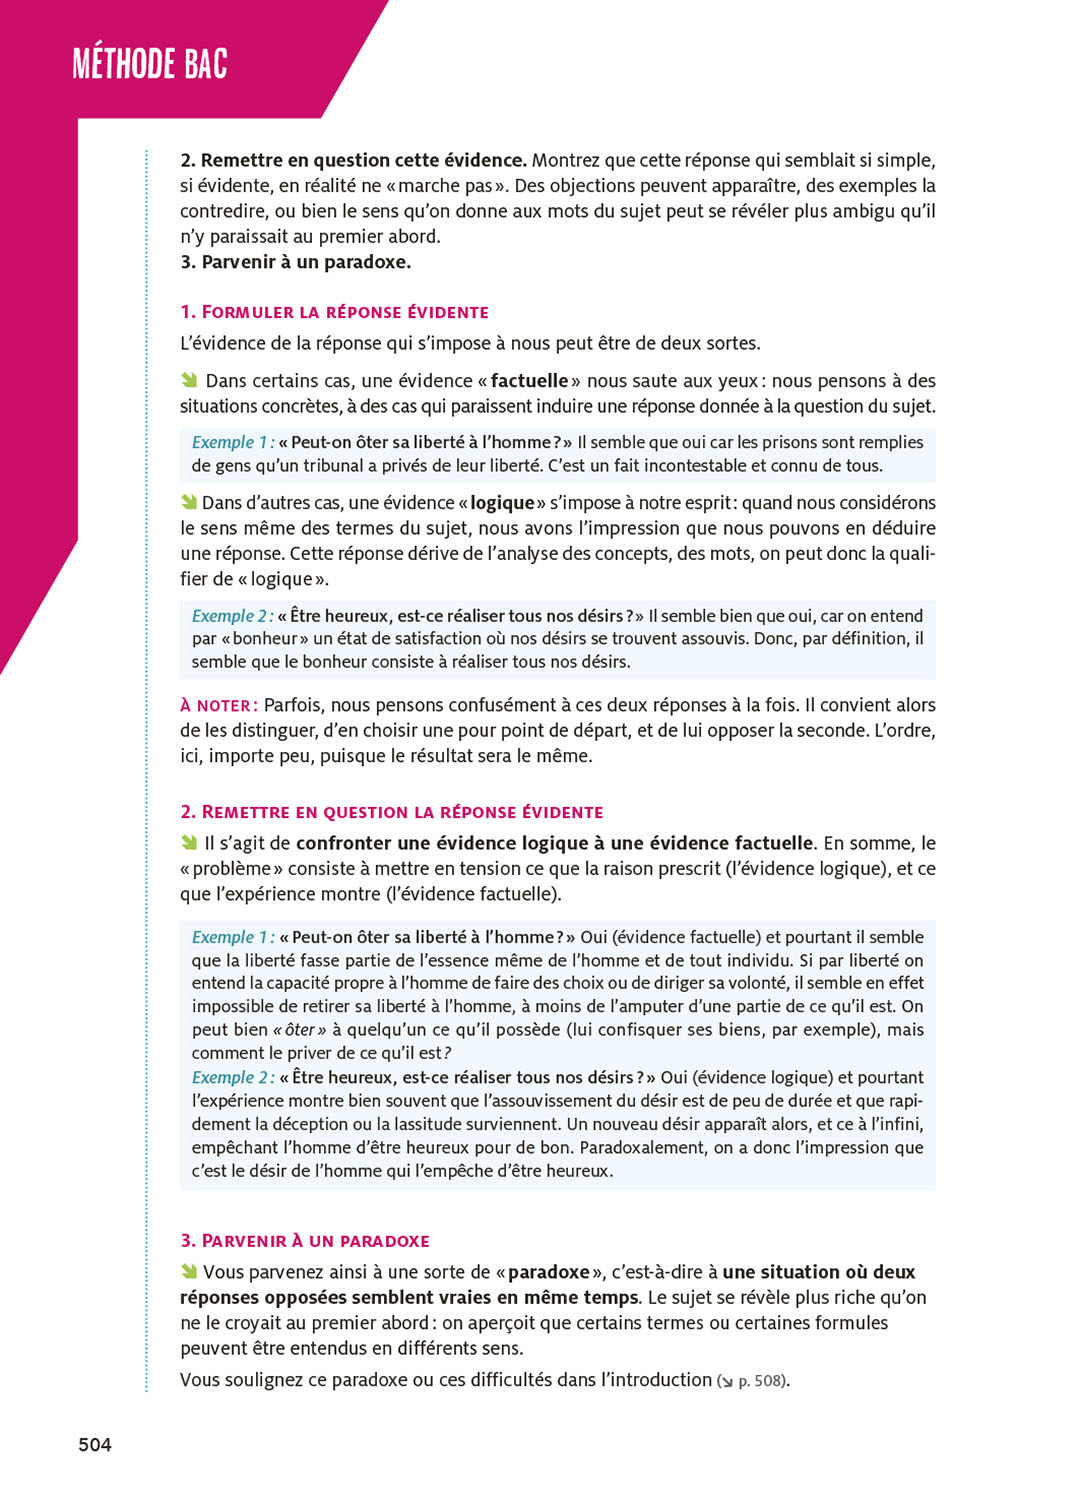 MÉTHODE BAC
2. Remettre en question cette évidence. Montrez que cette réponse qui semblait si simple,
si évidente, en réalité ne « marche pas ». Des objections peuvent apparaître, des exemples la
contredire, ou bien le sens qu’on donne aux mots du sujet peut se révéler plus ambigu qu’il
n’y paraissait au premier abord.
3. Parvenir à un paradoxe.
1. FORMULER LA RÉPONSE ÉVIDENTE
L’évidence de la réponse qui s’impose à nous peut être de deux sortes.
Dans certains cas, une évidence « factuelle » nous saute aux yeux : nous pensons à des
situations concrètes, à des cas qui paraissent induire une réponse donnée à la question du sujet.
Exemple 1 : « Peut-on ôter sa liberté à l’homme ? » Il semble que oui car les prisons sont remplies
de gens qu’un tribunal a privés de leur liberté. C’est un fait incontestable et connu de tous.
Dans d’autres cas, une évidence « logique » s’impose à notre esprit : quand nous considérons
le sens même des termes du sujet, nous avons l’impression que nous pouvons en déduire
une réponse. Cette réponse dérive de l’analyse des concepts, des mots, on peut donc la quali-
fier de « logique ».
Exemple 2 : « Être heureux, est-ce réaliser tous nos désirs ? » Il semble bien que oui, car on entend
par « bonheur » un état de satisfaction où nos désirs se trouvent assouvis. Donc, par définition, il
semble que le bonheur consiste à réaliser tous nos désirs.
À NOTER : Parfois, nous pensons confusément à ces deux réponses à la fois. Il convient alors
de les distinguer, d’en choisir une pour point de départ, et de lui opposer la seconde. L’ordre,
ici, importe peu, puisque le résultat sera le même.
2. REMETTRE EN QUESTION LA RÉPONSE ÉVIDENTE
Il s’agit de confronter une évidence logique à une évidence factuelle. En somme, le
« problème » consiste à mettre en tension ce que la raison prescrit (l’évidence logique), et ce
que l’expérience montre (l’évidence factuelle).
Exemple 1 : « Peut-on ôter sa liberté à l’homme ? » Oui (évidence factuelle) et pourtant il semble
que la liberté fasse partie de l’essence même de l’homme et de tout individu. Si par liberté on
entend la capacité propre à l’homme de faire des choix ou de diriger sa volonté, il semble en effet
impossible de retirer sa liberté à l’homme, à moins de l’amputer d’une partie de ce qu’il est. On
peut bien « ôter » à quelqu’un ce qu’il possède (lui confisquer ses biens, par exemple), mais
comment le priver de ce qu’il est ?
Exemple 2 : « Être heureux, est-ce réaliser tous nos désirs ? » Oui (évidence logique) et pourtant
l’expérience montre bien souvent que l’assouvissement du désir est de peu de durée et que rapi-
dement la déception ou la lassitude surviennent. Un nouveau désir apparaît alors, et ce à l’infini,
empêchant l’homme d’être heureux pour de bon. Paradoxalement, on a donc l’impression que
c’est le désir de l’homme qui l’empêche d’être heureux.
3. PARVENIR À UN PARADOXE
Vous parvenez ainsi à une sorte de « paradoxe », c’est-à-dire à une situation où deux
réponses opposées semblent vraies en même temps. Le sujet se révèle plus riche qu’on
ne le croyait au premier abord : on aperçoit que certains termes ou certaines formules
peuvent être entendus en différents sens.
Vous soulignez ce paradoxe ou ces difficultés dans l’introduction (↘ p. 508).
504